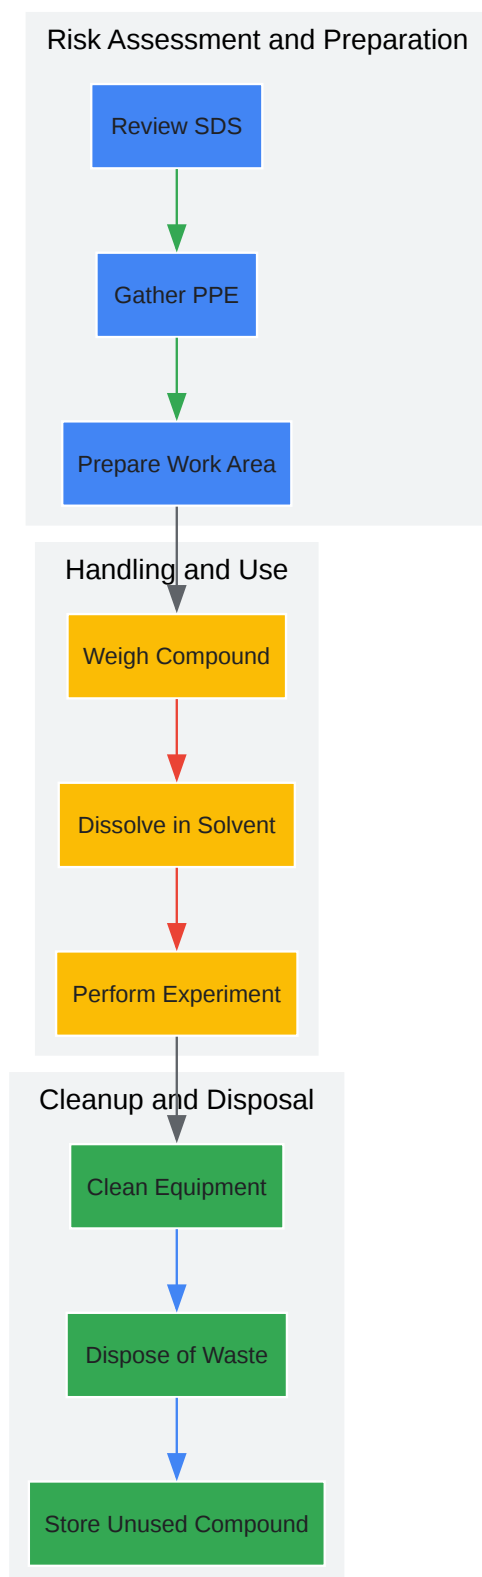 Risk Assessment and Preparation
Review SDS
Gather PPE
Prepare Work Area
Handling and Use
Weigh Compound
Dissolve in Solvent
Perform Experiment
Cleanup and Disposal
Clean Equipment
Dispose of Waste
Store Unused Compound